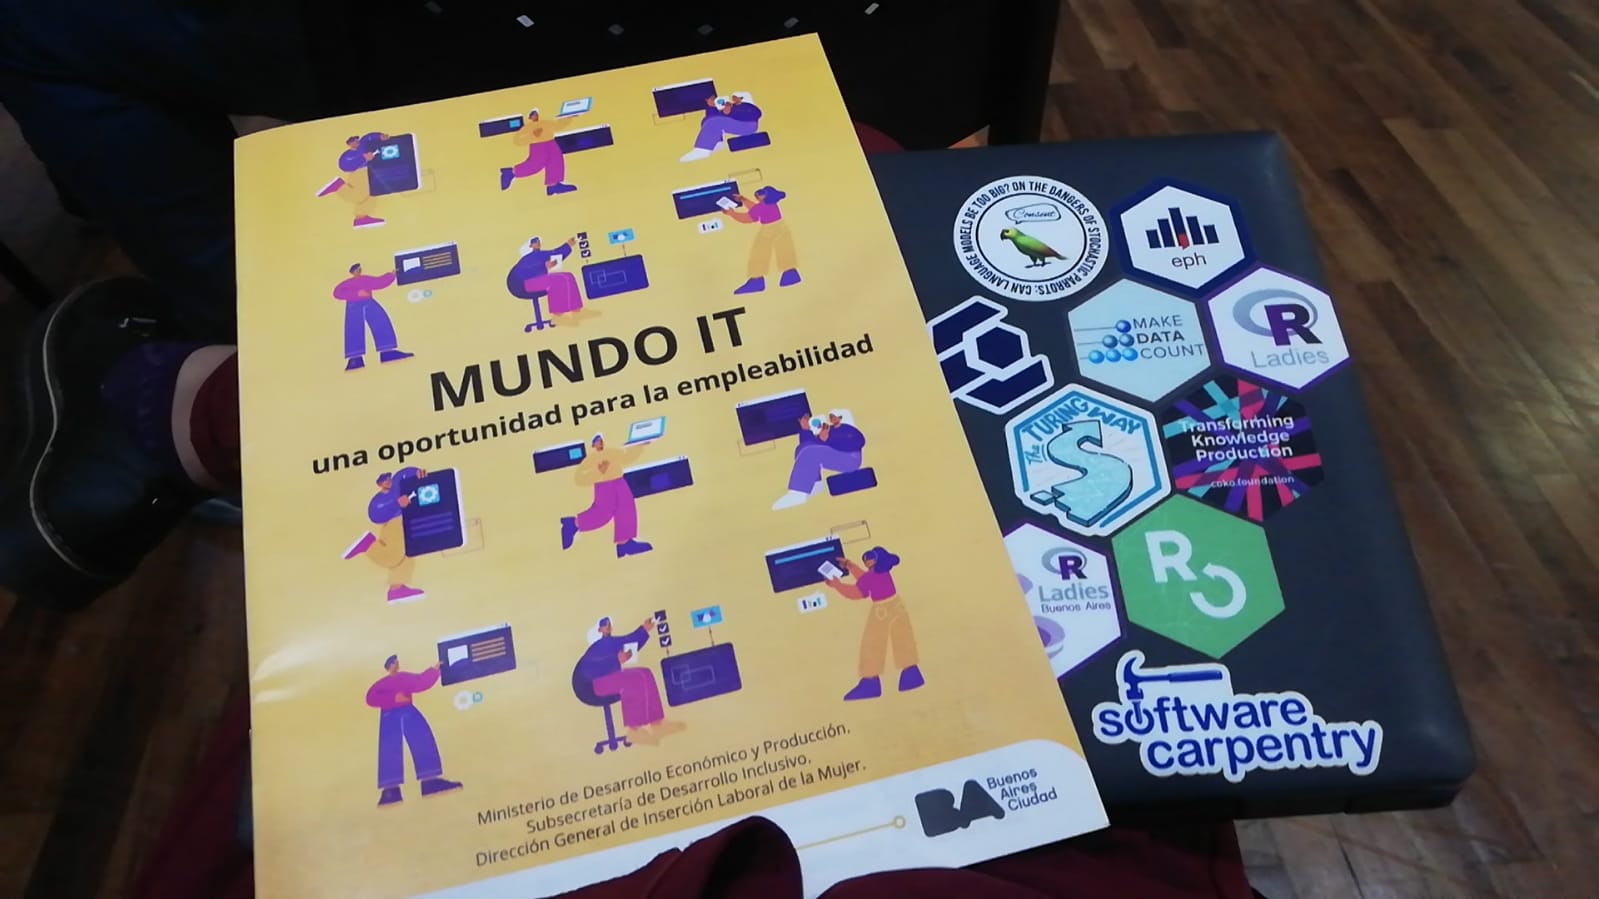 MUNDO IT
una oportunidad para la empleabilidad
Ministerio de Desarrollo Económico y Producción.
Subsecretaría de Desarrollo Inclusivo.
Dirección General de Inserción Laboral de la Mujer.
BA
Buenos
Aires
Ciudad
ON THE DANGERS OF STOCHASTIC PARROTS: CAN LANGUAGE MODELS BE TOO BIG?
Consent
eph
MAKE
DATA
COUNT
R
Ladies
The TURING WAY
Transforming
Knowledge
Production
coko.foundation
R
Ladies
Buenos Aires
R
software
carpentry